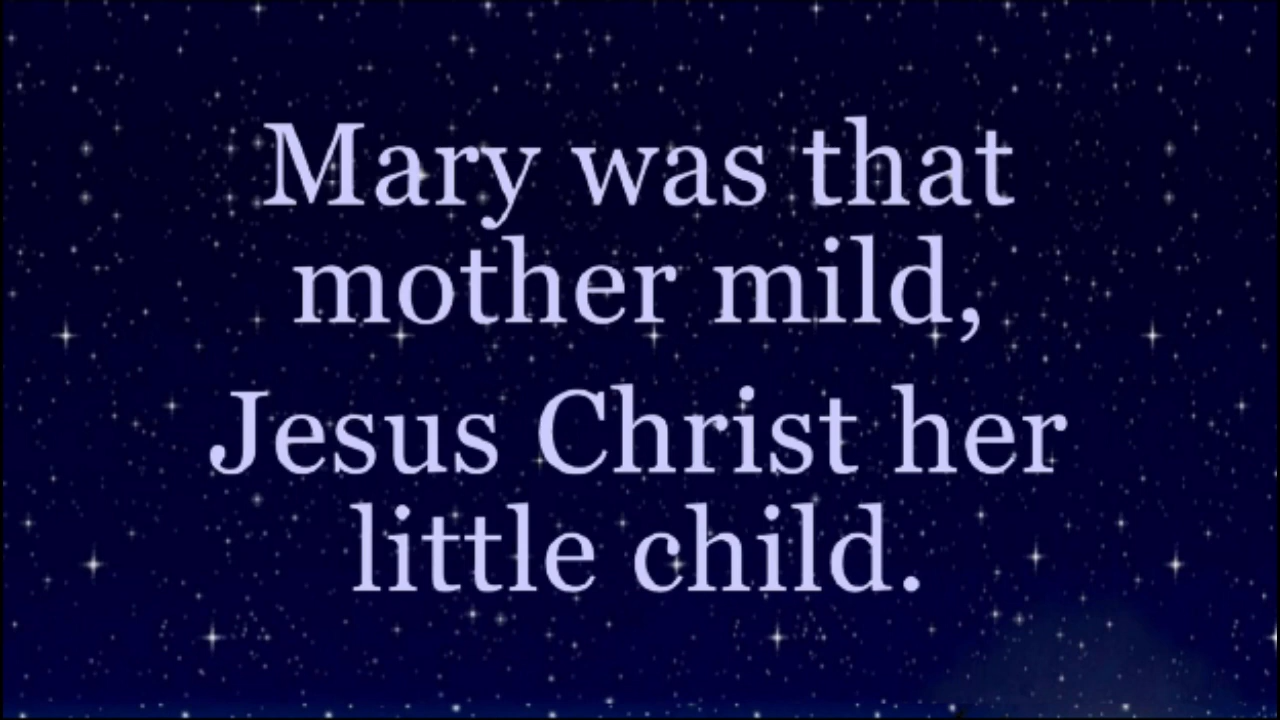 Mary was that
mother mild,
Jesus Christ her
little child.